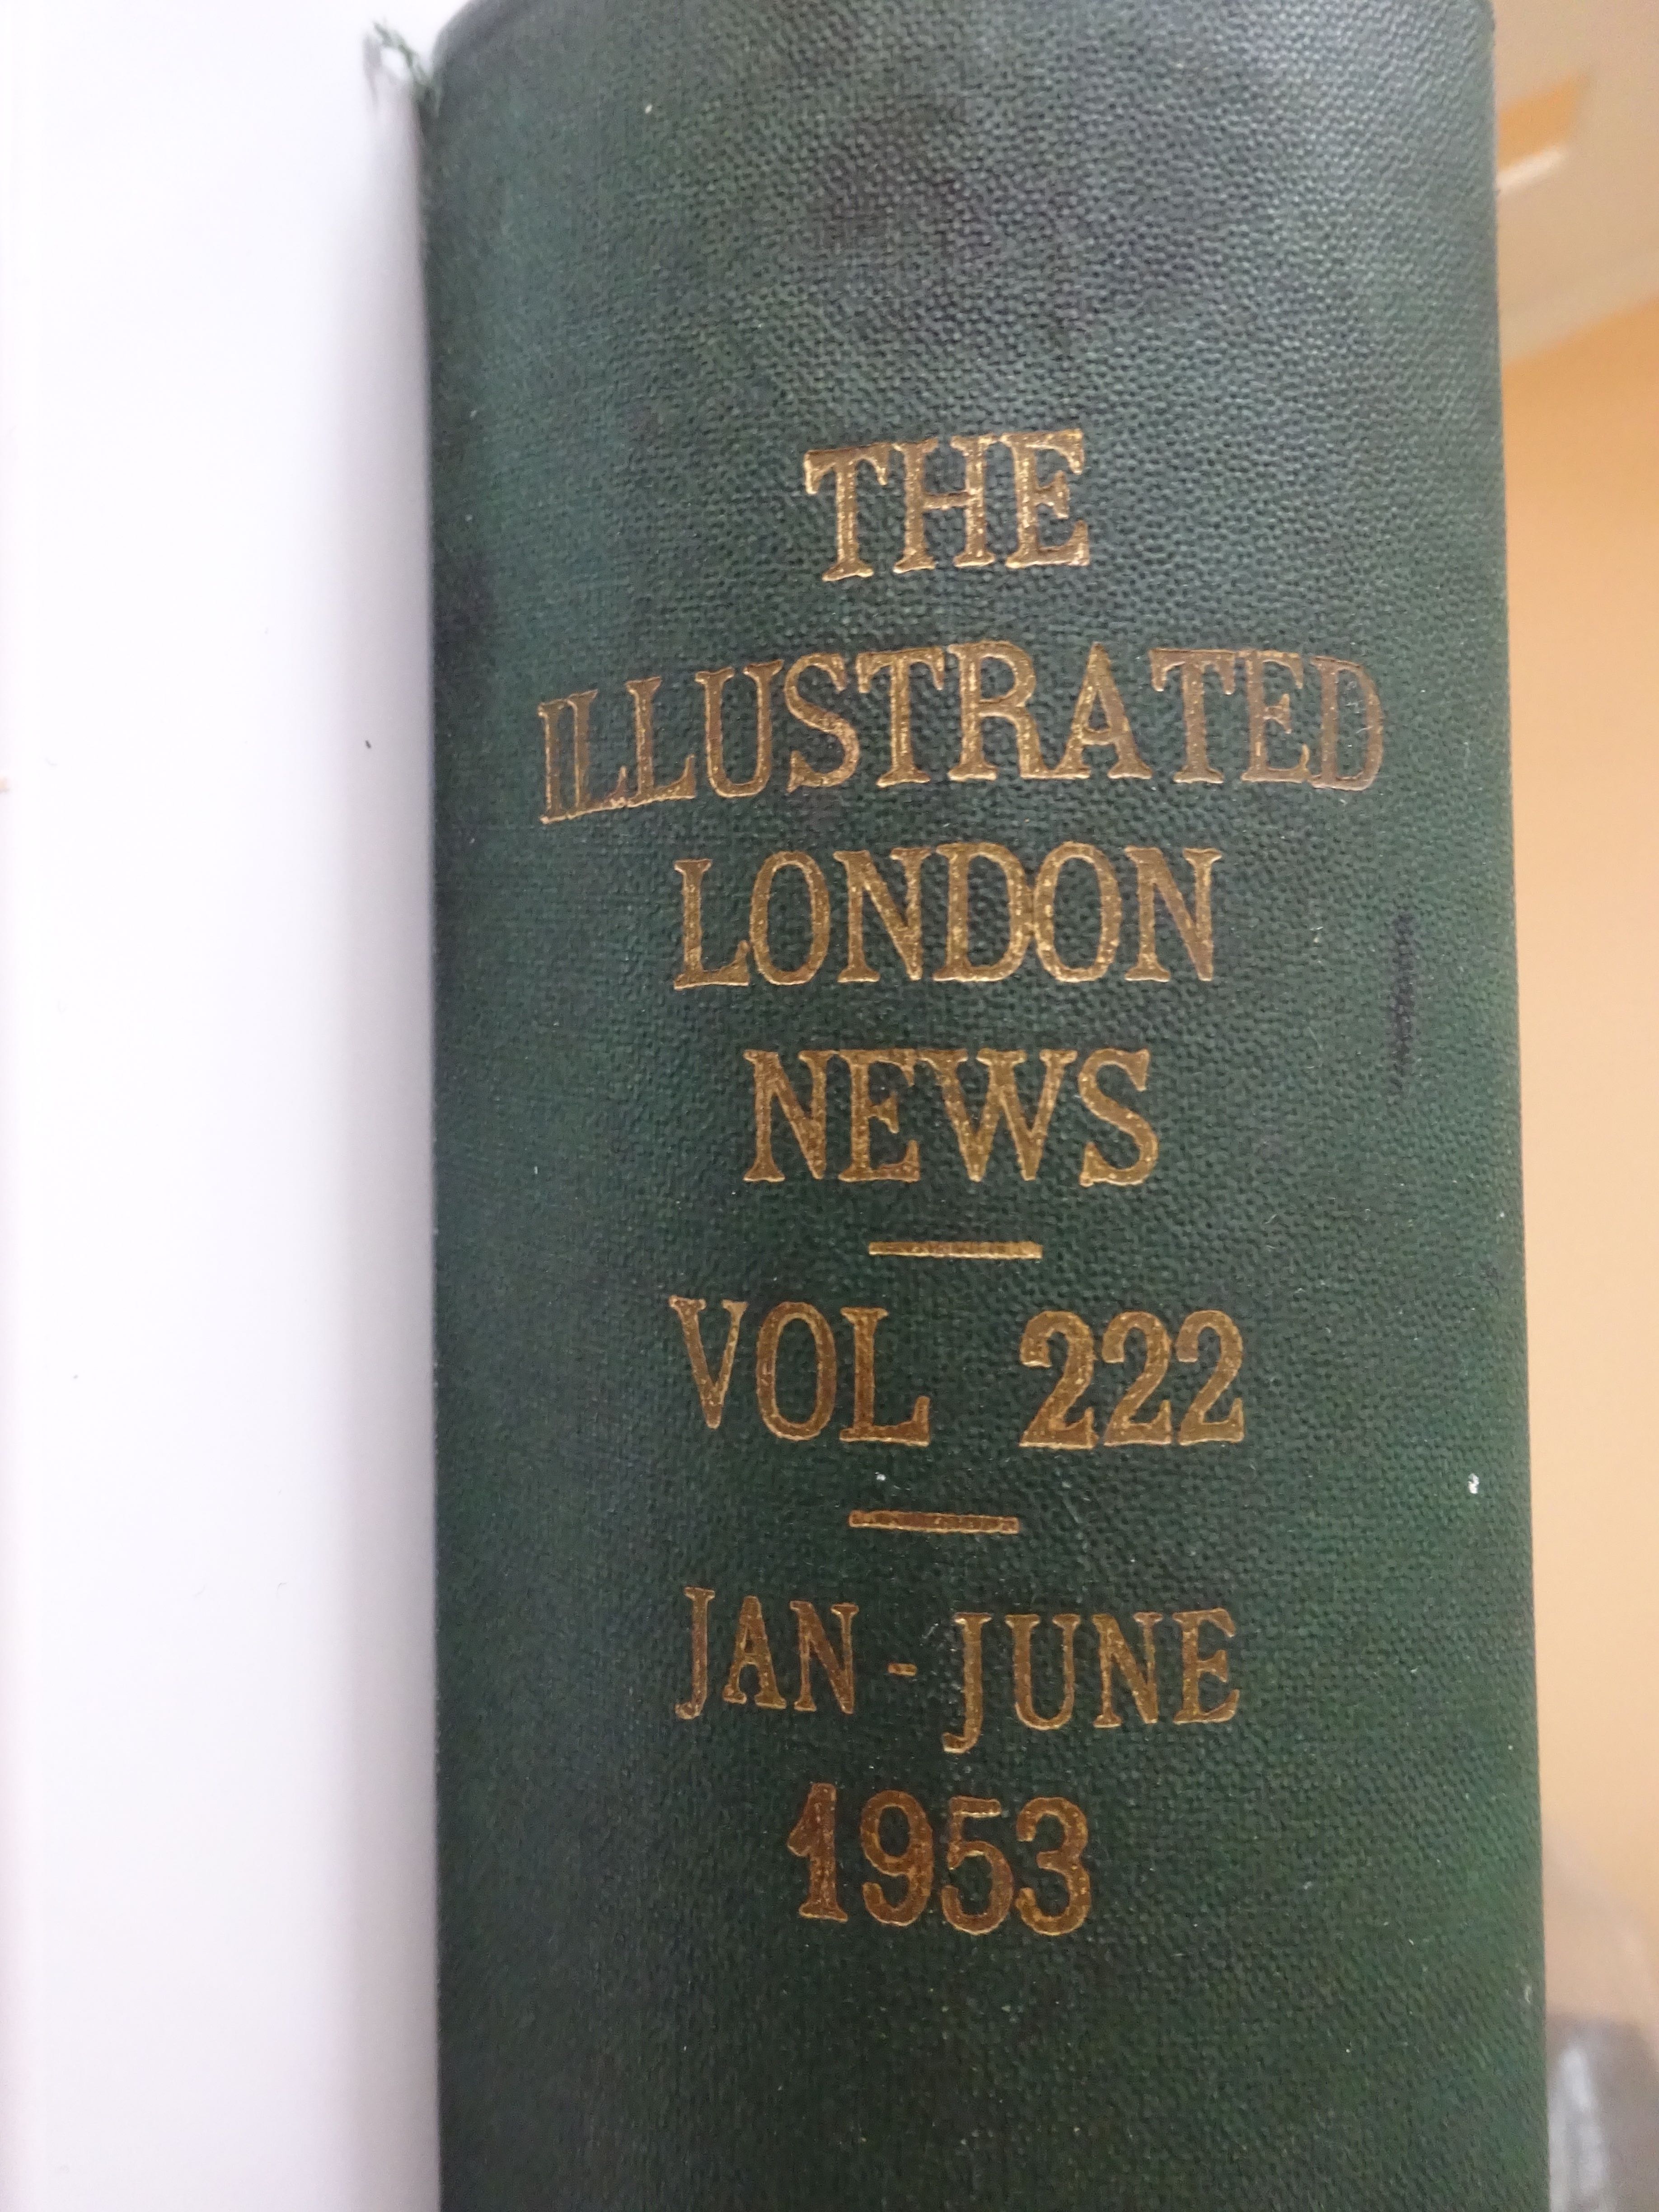 THE
ILLUSTRATED
LONDON
NEWS
VOL 222
JAN - JUNE
1953